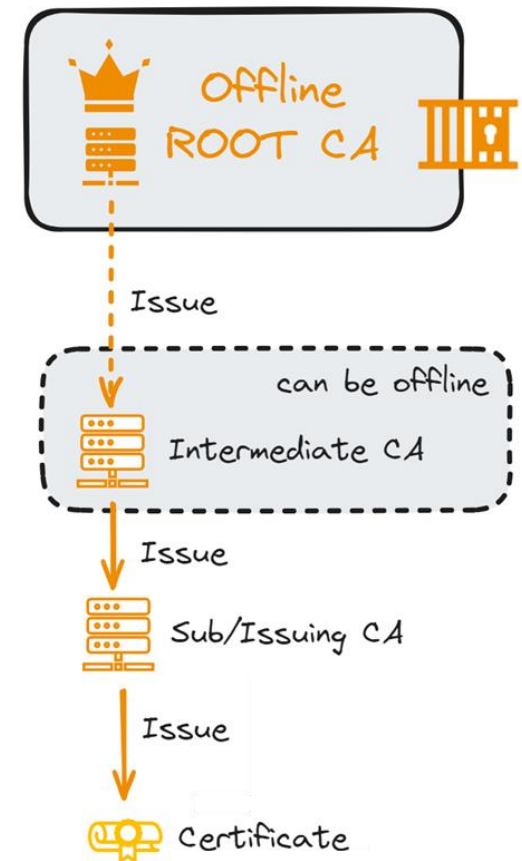 Offline
ROOT CA
Issue
can be offline
Intermediate CA
Issue
Sub/Issuing CA
Issue
Certificate